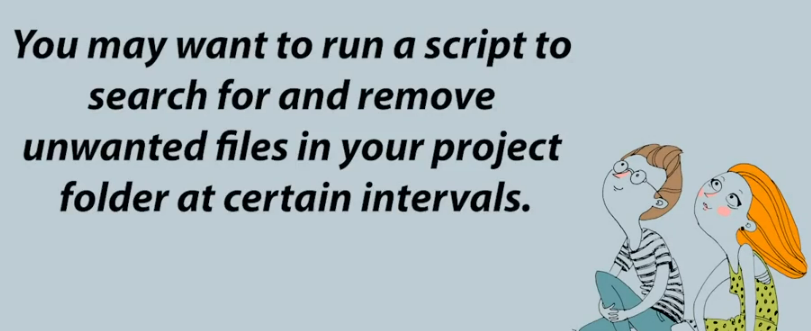 You may want to run a script to
search for and remove
unwanted files in your project
folder at certain intervals.